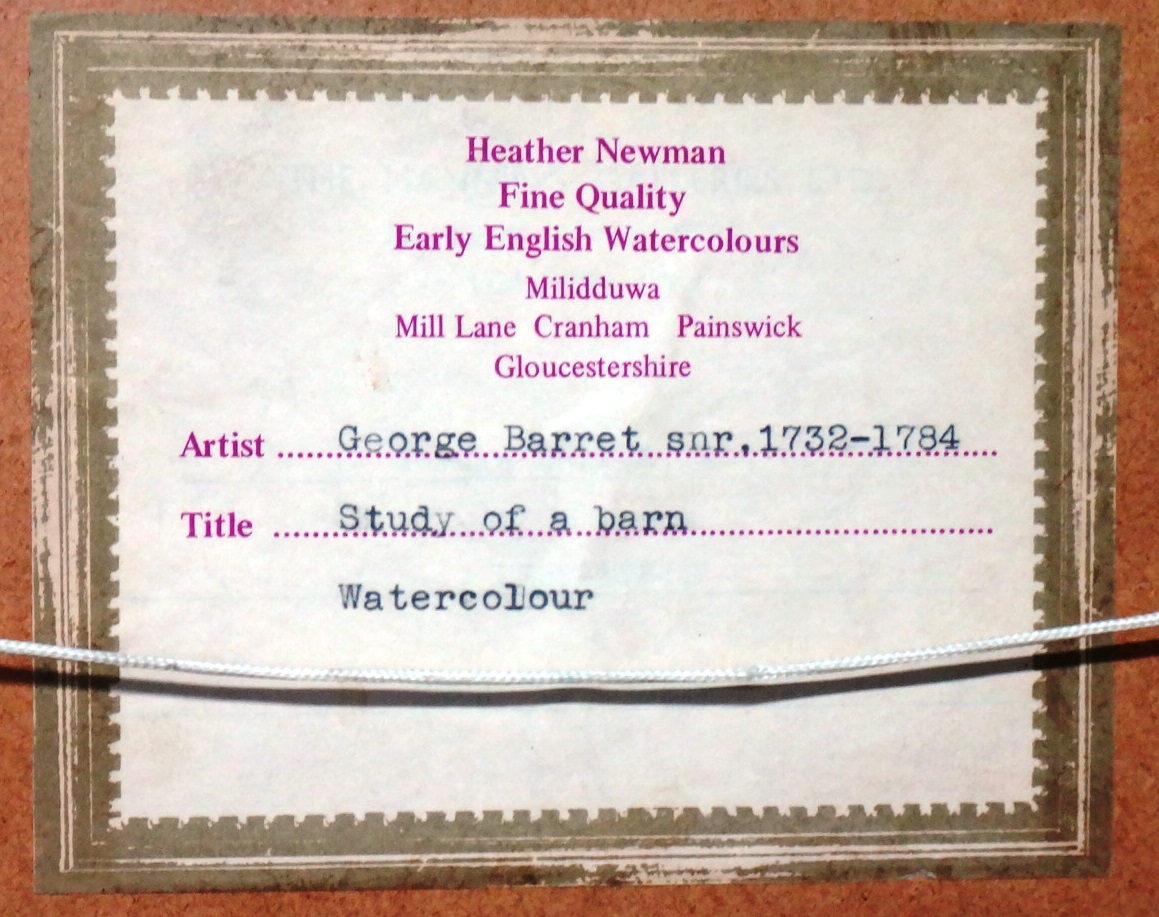 Heather Newman
Fine Quality
Early English Watercolours
Milidduwa
Mill Lane Cranham Painswick
Gloucestershire
Artist ......George Barret snr.1732-1784....
Title ......Study of a barn..............................
Watercolour